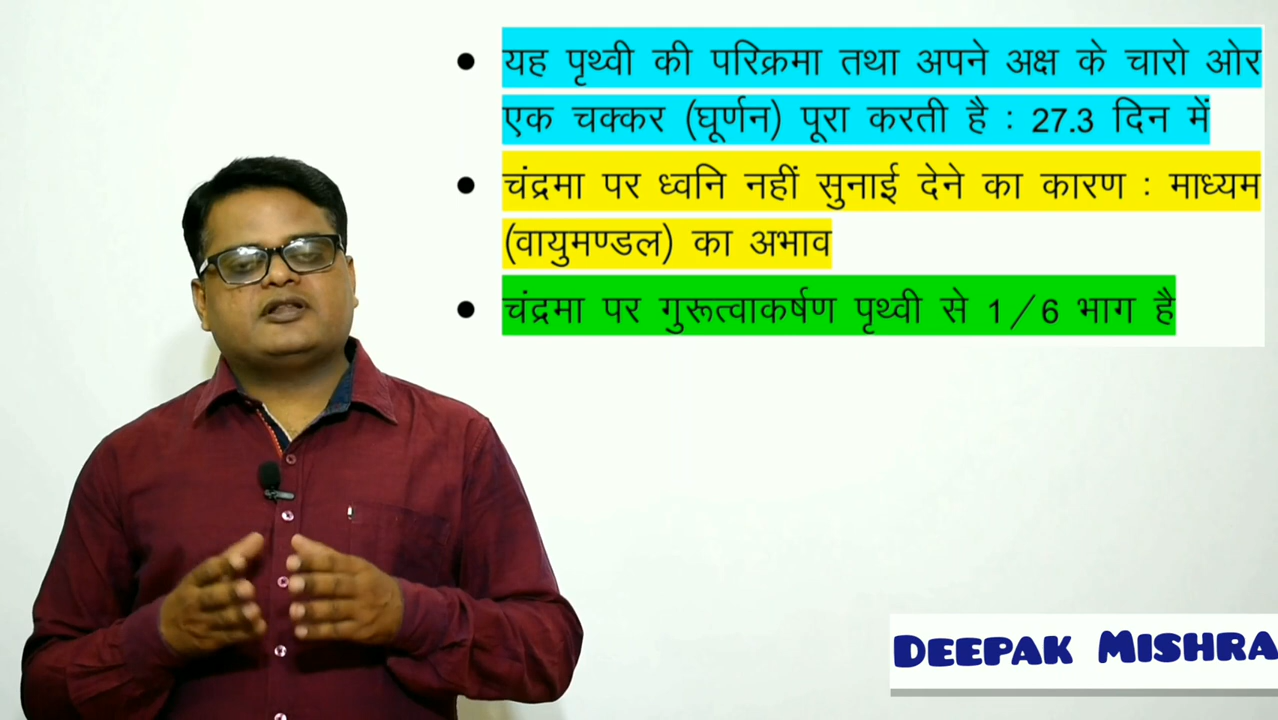 यह पृथ्वी की परिक्रमा तथा अपने अक्ष के चारो ओर
एक चक्कर (घूर्णन) पूरा करती है : 27.3 दिन में
चंद्रमा पर ध्वनि नहीं सुनाई देने का कारण : माध्यम
(वायुमण्डल) का अभाव
चंद्रमा पर गुरूत्वाकर्षण पृथ्वी से 1/6 भाग है
DEEPAK MISHRA